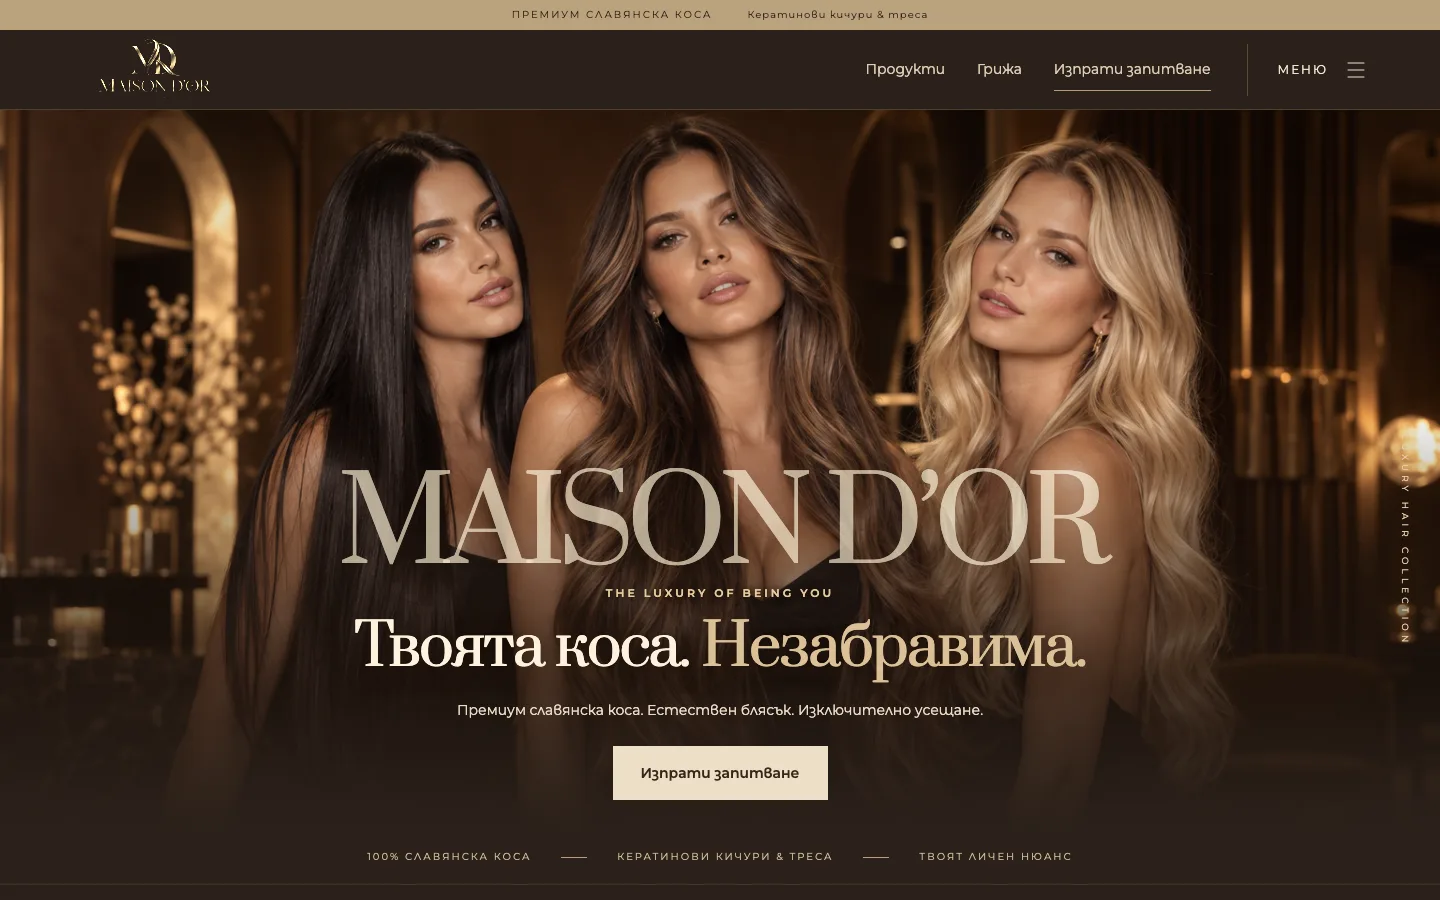 ПРЕМИУМ СЛАВЯНСКА КОСА Кератинови кичури & треса
MAISON D'OR
Продукти Грижа Изпрати запитване МЕНЮ
MAISON D’OR
THE LUXURY OF BEING YOU
Твоята коса. Незабравима.
Премиум славянска коса. Естествен блясък. Изключително усещане.
Изпрати запитване
LUXURY HAIR COLLECTION
100% СЛАВЯНСКА КОСА КЕРАТИНОВИ КИЧУРИ & ТРЕСА ТВОЯТ ЛИЧЕН НЮАНС